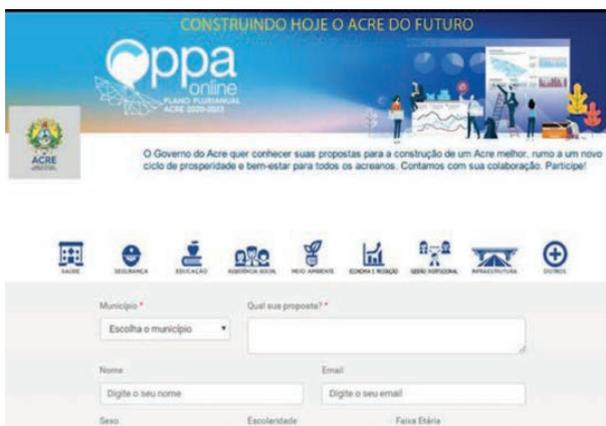 CONSTRUINDO HOJE O ACRE DO FUTURO
ppa
online
PLANO PLURIANUAL
ACRE 2020-2023
ACRE
O Governo do Acre quer conhecer suas propostas para a construção de um Acre melhor, rumo a um novo
ciclo de prosperidade e bem-estar para todos os acreanos. Contamos com sua colaboração. Participe!
SAÚDE SEGURANÇA EDUCAÇÃO ASSISTÊNCIA SOCIAL MEIO AMBIENTE ECONOMIA E PRODUÇÃO GESTÃO INSTITUCIONAL INFRAESTRUTURA OUTROS
Município * Qual sua proposta? *
Escolha o município
Nome Email
Digite o seu nome Digite o seu email
Sexo Escolaridade Faixa Etária